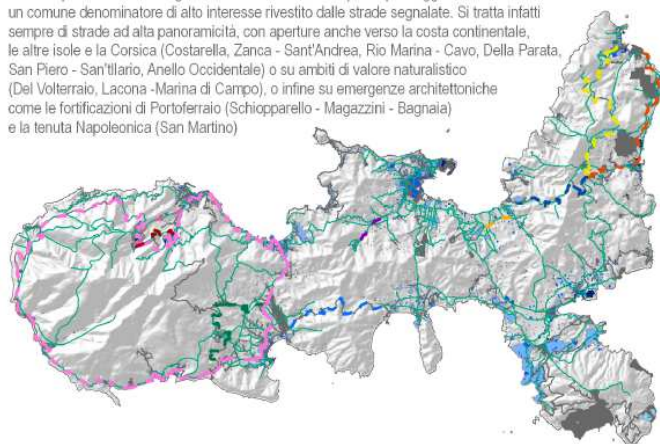 un comune denominatore di alto interesse rivestito dalle strade segnalate. Si tratta infatti
sempre di strade ad alta panoramicità, con aperture anche verso la costa continentale,
le altre isole e la Corsica (Costarella, Zanca - Sant'Andrea, Rio Marina - Cavo, Della Parata,
San Piero - San'tIlario, Anello Occidentale) o su ambiti di valore naturalistico
(Del Volterraio, Lacona -Marina di Campo), o infine su emergenze architettoniche
come le fortificazioni di Portoferraio (Schiopparello - Magazzini - Bagnaia)
e la tenuta Napoleonica (San Martino)